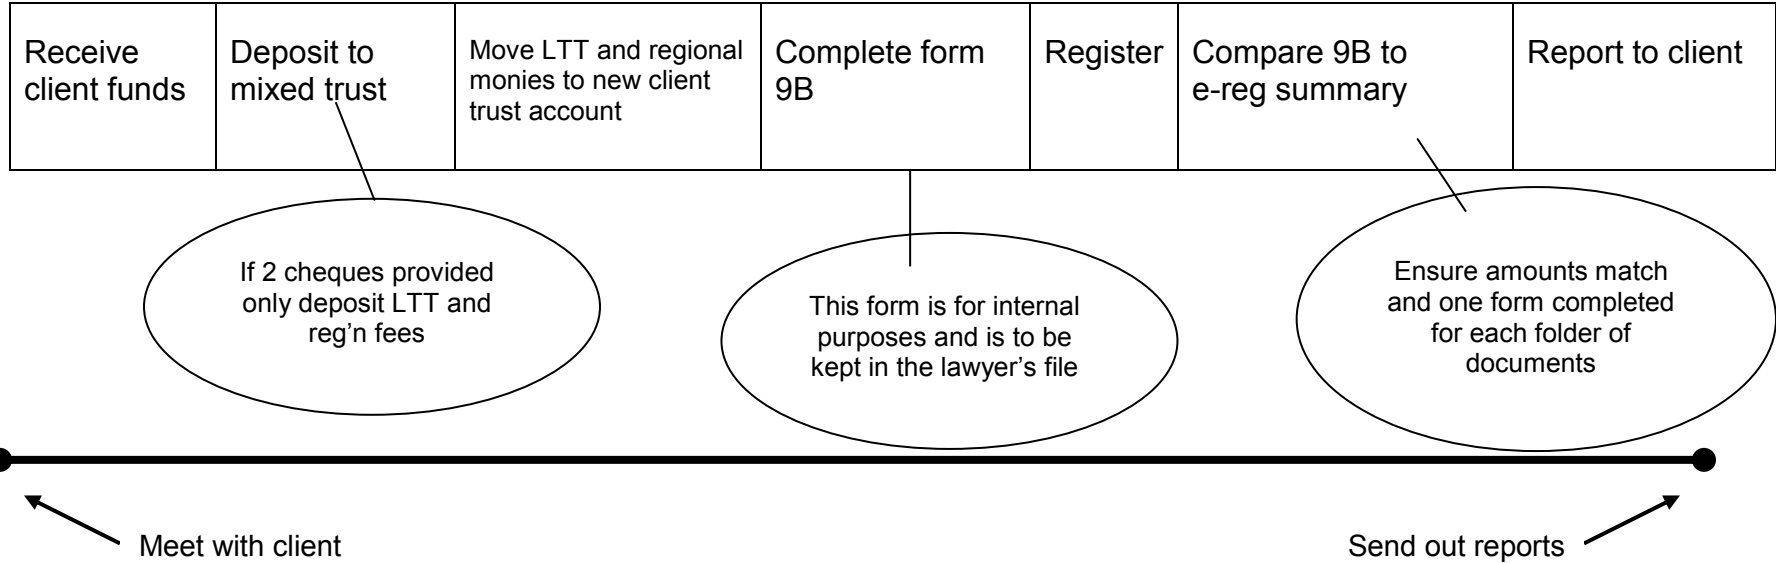 Receive
client funds
Deposit to
mixed trust
Move LTT and regional
monies to new client
trust account
Complete form
9B
Register
Compare 9B to
e-reg summary
Report to client
If 2 cheques provided
only deposit LTT and
reg’n fees
This form is for internal
purposes and is to be
kept in the lawyer’s file
Ensure amounts match
and one form completed
for each folder of
documents
Meet with client
Send out reports